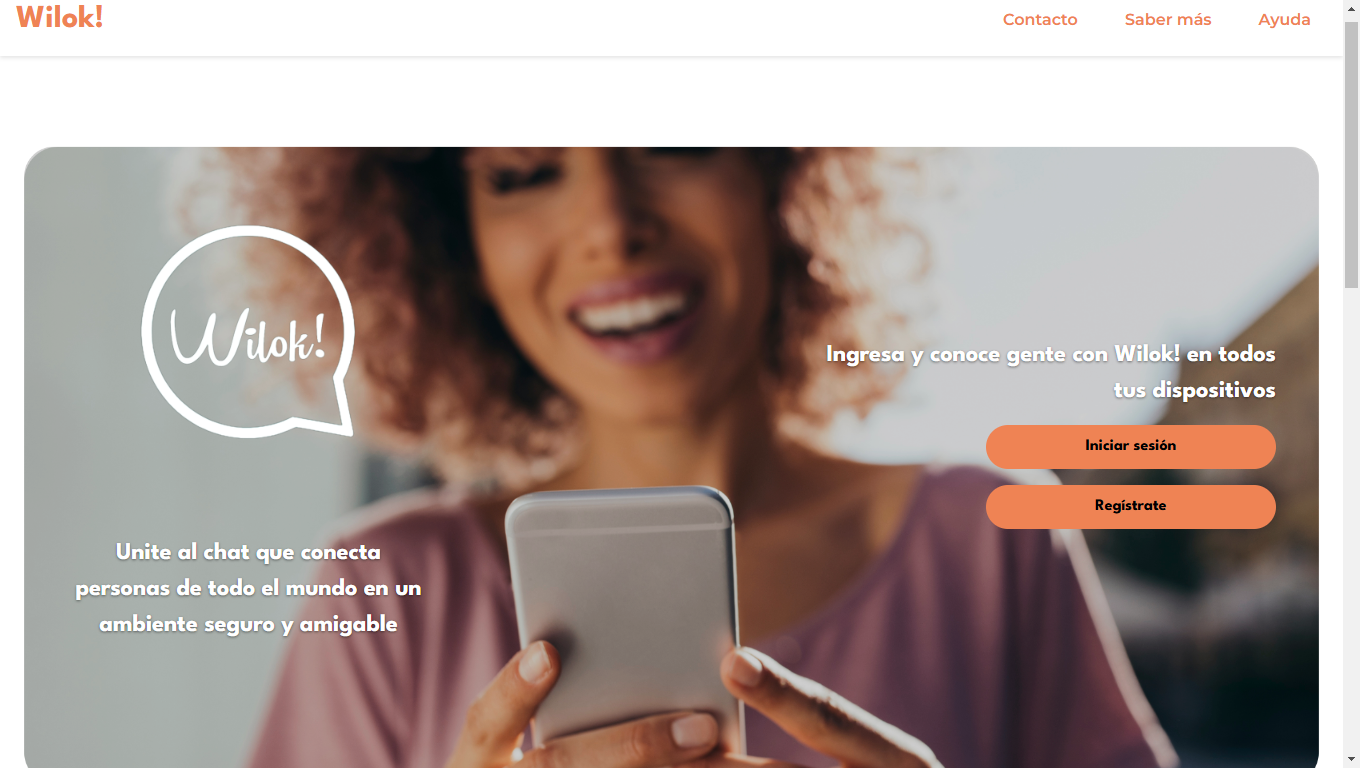 Wilok!
Contacto
Saber más
Ayuda
Wilok!
Unite al chat que conecta
personas de todo el mundo en un
ambiente seguro y amigable
Ingresa y conoce gente con Wilok! en todos
tus dispositivos
Iniciar sesión
Regístrate